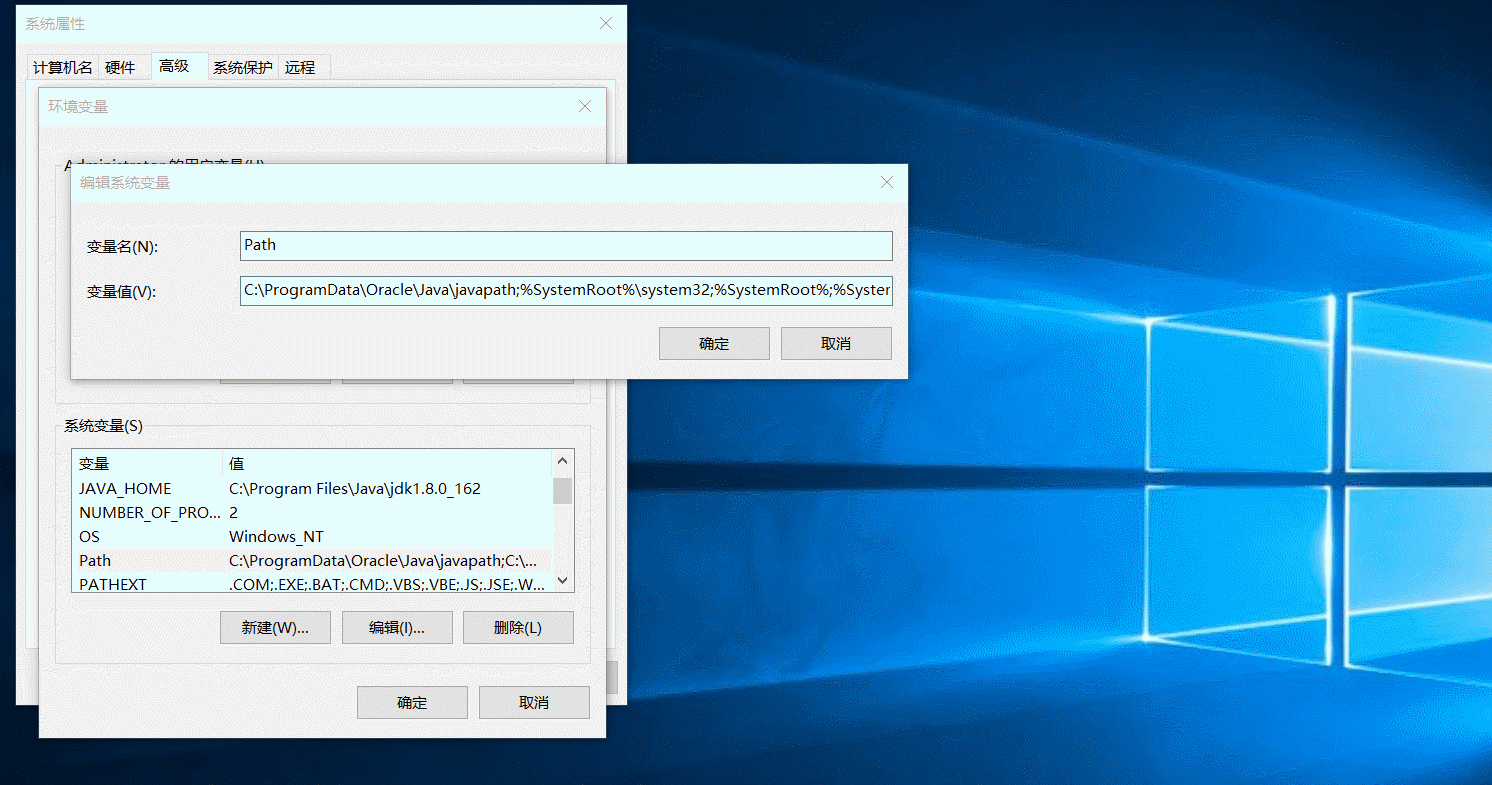 系统属性
计算机名 硬件 高级 系统保护 远程
环境变量
Administrator 的用户变量(U)
编辑系统变量
变量名(N):
Path
变量值(V):
C:\ProgramData\Oracle\Java\javapath;%SystemRoot%\system32;%SystemRoot%;%System
确定 取消
系统变量(S)
变量 值
JAVA_HOME C:\Program Files\Java\jdk1.8.0_162
NUMBER_OF_PRO... 2
OS Windows_NT
Path C:\ProgramData\Oracle\Java\javapath;C:\...
PATHEXT .COM;.EXE;.BAT;.CMD;.VBS;.VBE;.JS;.JSE;.W...
新建(W)... 编辑(I)... 删除(L)
确定 取消